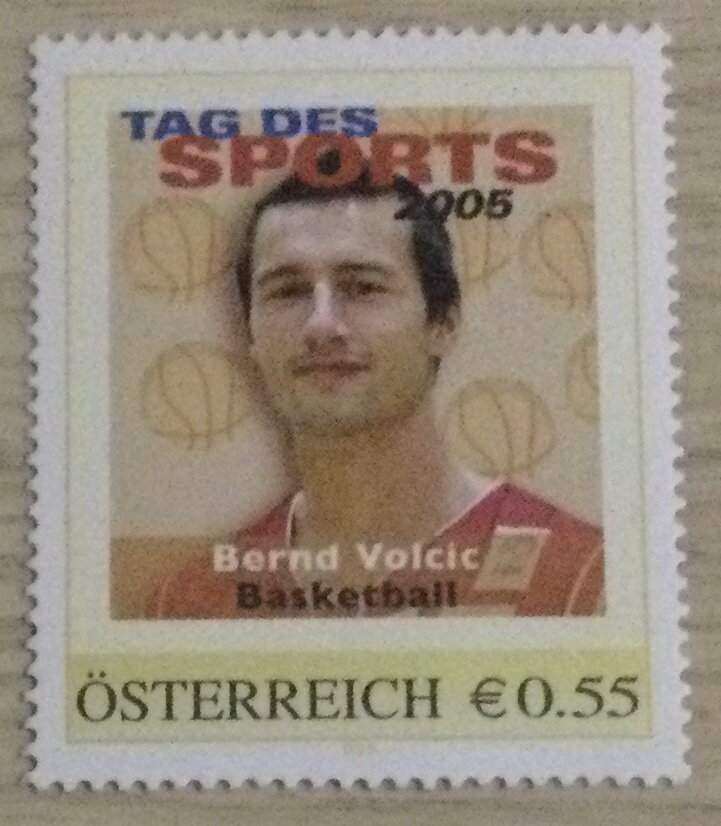 TAG DES
SPORTS
2005
Bernd Volcic
Basketball
ÖSTERREICH €0.55